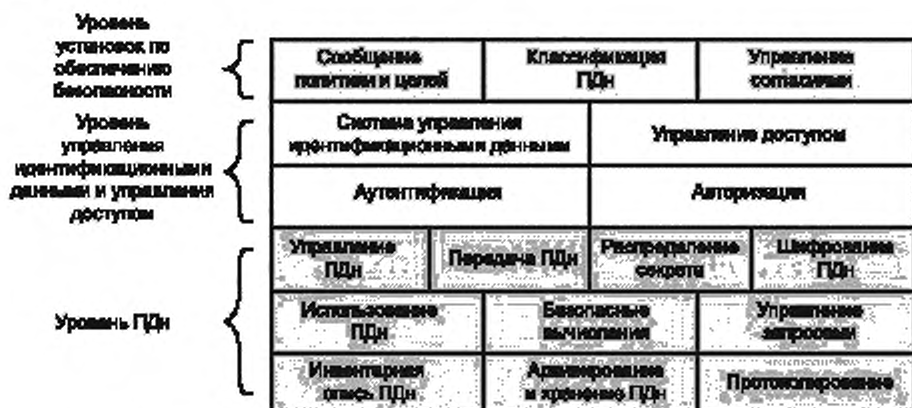 Уровень
установок по
обеспечению
безопасности
Сообщение
политики и целей
Классификация
ПДн
Управление
согласиями
Уровень
управления
идентификационными
данными и управления
доступом
Система управления
идентификационными данными
Управление доступом
Аутентификация
Авторизация
Уровень ПДн
Управление
ПДн
Передача ПДн
Распределение
секрета
Шифрование
ПДн
Использование
ПДн
Безопасные
вычисления
Управление
запросами
Инвентарная
опись ПДн
Архивирование
и хранение ПДн
Протоколирование